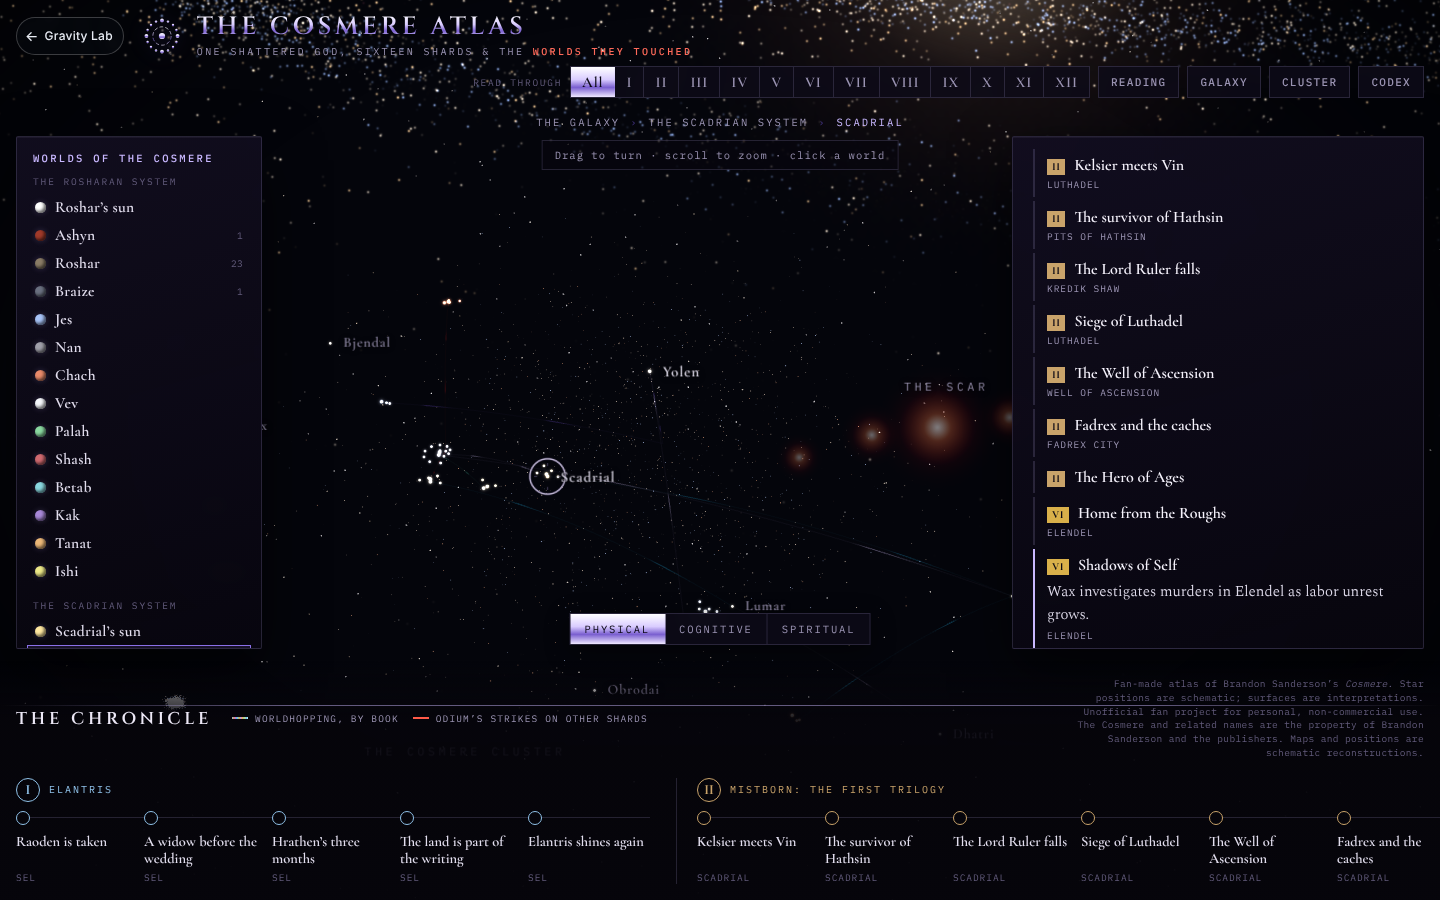 ← Gravity Lab
THE COSMERE ATLAS
ONE SHATTERED GOD, SIXTEEN SHARDS & THE WORLDS THEY TOUCHED
READ THROUGH All I II III IV V VI VII VIII IX X XI XII READING GALAXY CLUSTER CODEX
THE GALAXY THE SCADRIAN SYSTEM SCADRIAL
Drag to turn · scroll to zoom · click a world
WORLDS OF THE COSMERE
THE ROSHARAN SYSTEM
Roshar’s sun
Ashyn 1
Roshar 23
Braize 1
Jes
Nan
Chach
Vev
Palah
Shash
Betab
Kak
Tanat
Ishi
THE SCADRIAN SYSTEM
Scadrial’s sun
Bjendal
Yolen
THE SCAR
x
Scadrial
Lumar
PHYSICAL COGNITIVE SPIRITUAL
Obrodai
Dhatri
THE COSMERE CLUSTER
II Kelsier meets Vin
LUTHADEL
II The survivor of Hathsin
PITS OF HATHSIN
II The Lord Ruler falls
KREDIK SHAW
II Siege of Luthadel
LUTHADEL
II The Well of Ascension
WELL OF ASCENSION
II Fadrex and the caches
FADREX CITY
II The Hero of Ages
VI Home from the Roughs
ELENDEL
VI Shadows of Self
Wax investigates murders in Elendel as labor unrest
grows.
ELENDEL
Fan-made atlas of Brandon Sanderson’s Cosmere. Star
positions are schematic; surfaces are interpretations.
Unofficial fan project for personal, non-commercial use.
The Cosmere and related names are the property of Brandon
Sanderson and the publishers. Maps and positions are
schematic reconstructions.
THE CHRONICLE WORLDHOPPING, BY BOOK ODIUM’S STRIKES ON OTHER SHARDS
I ELANTRIS
Raoden is taken
SEL
A widow before the
wedding
SEL
Hrathen’s three
months
SEL
The land is part of
the writing
SEL
Elantris shines again
SEL
II MISTBORN: THE FIRST TRILOGY
Kelsier meets Vin
SCADRIAL
The survivor of
Hathsin
SCADRIAL
The Lord Ruler falls
SCADRIAL
Siege of Luthadel
SCADRIAL
The Well of
Ascension
SCADRIAL
Fadrex and the
caches
SCADRIAL